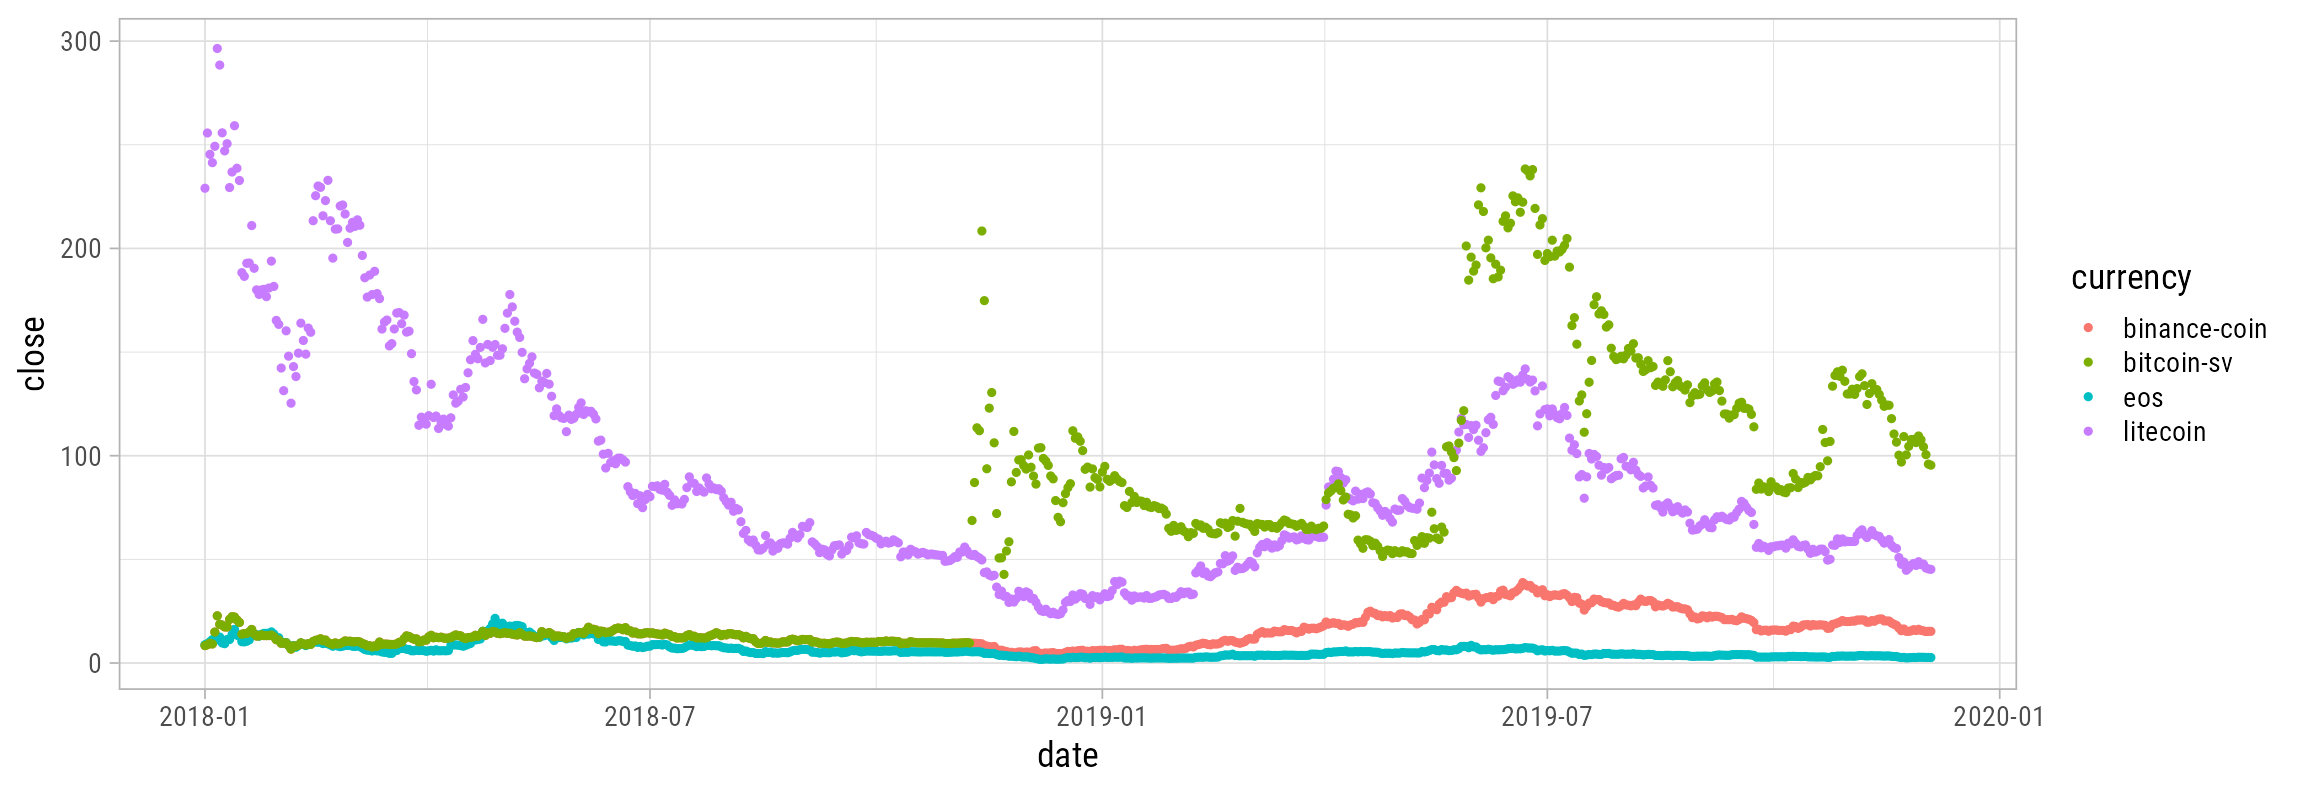 300
200
100
0
close
2018-01
2018-07
2019-01
2019-07
2020-01
date
currency
binance-coin
bitcoin-sv
eos
litecoin